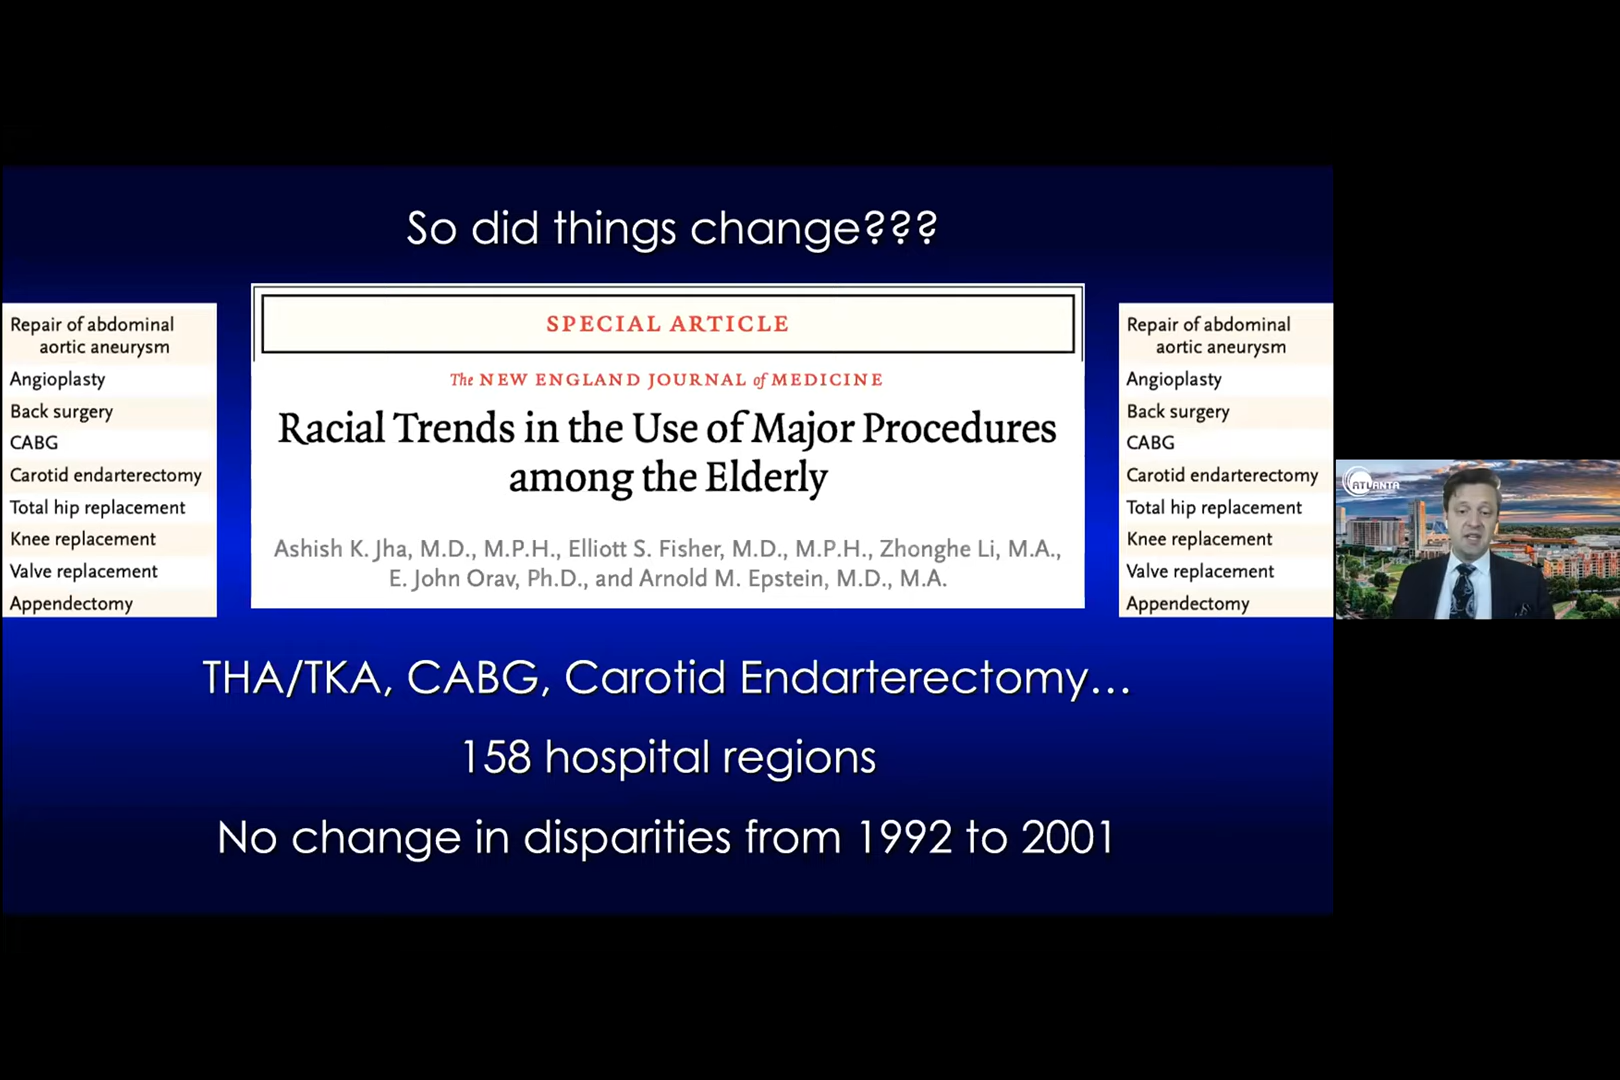 So did things change???
Repair of abdominal
aortic aneurysm
Angioplasty
Back surgery
CABG
Carotid endarterectomy
Total hip replacement
Knee replacement
Valve replacement
Appendectomy
SPECIAL ARTICLE
The NEW ENGLAND JOURNAL of MEDICINE
Racial Trends in the Use of Major Procedures
among the Elderly
Ashish K. Jha, M.D., M.P.H., Elliott S. Fisher, M.D., M.P.H., Zhonghe Li, M.A.,
E. John Orav, Ph.D., and Arnold M. Epstein, M.D., M.A.
Repair of abdominal
aortic aneurysm
Angioplasty
Back surgery
CABG
Carotid endarterectomy
Total hip replacement
Knee replacement
Valve replacement
Appendectomy
THA/TKA, CABG, Carotid Endarterectomy...
158 hospital regions
No change in disparities from 1992 to 2001
ATLANTA